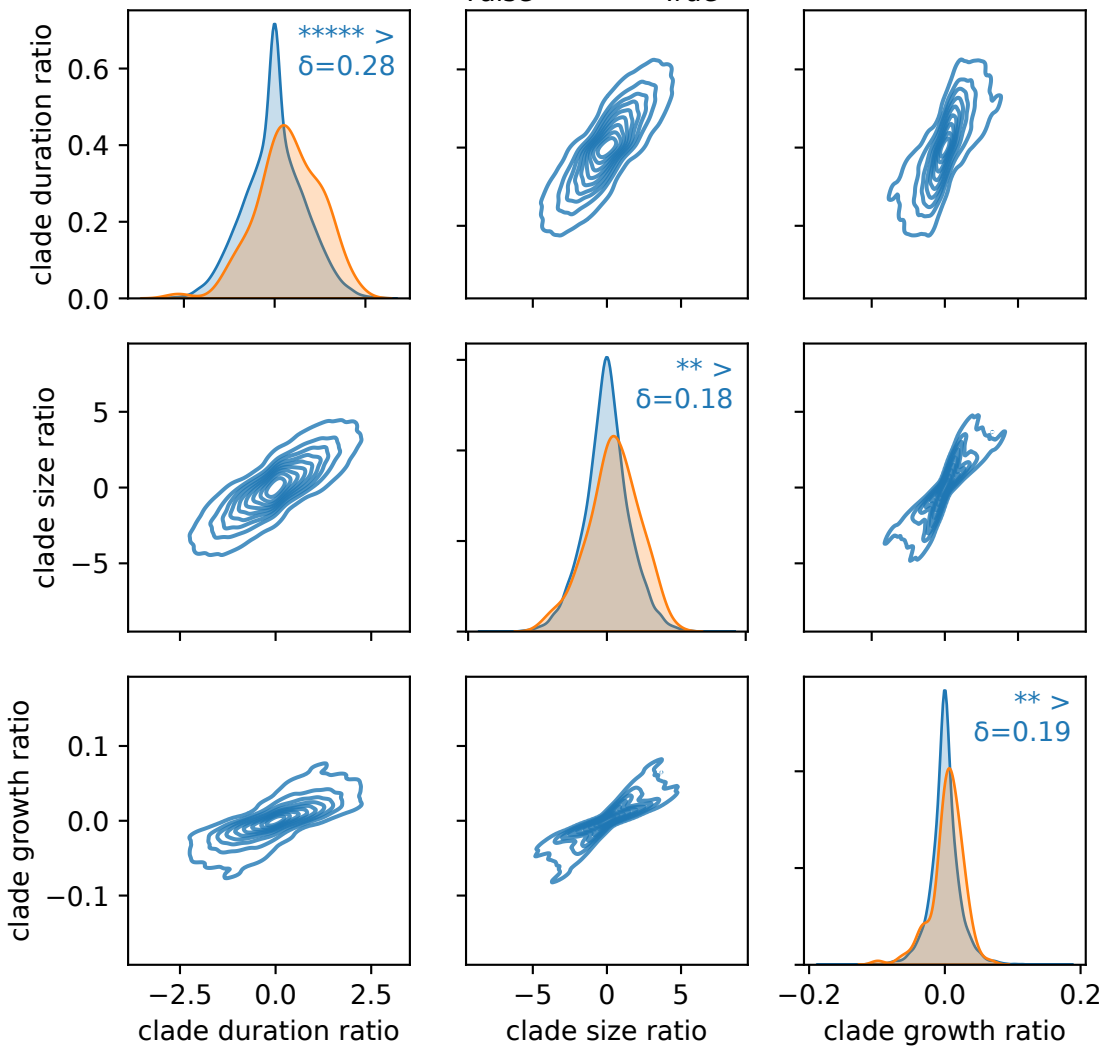 ***** >
δ=0.28
clade duration ratio
0.6
0.4
0.2
0.0
** >
δ=0.18
clade size ratio
5
0
−5
** >
δ=0.19
clade growth ratio
0.1
0.0
−0.1
−2.5 0.0 2.5
−5 0 5
−0.2 0.0 0.2
clade duration ratio
clade size ratio
clade growth ratio